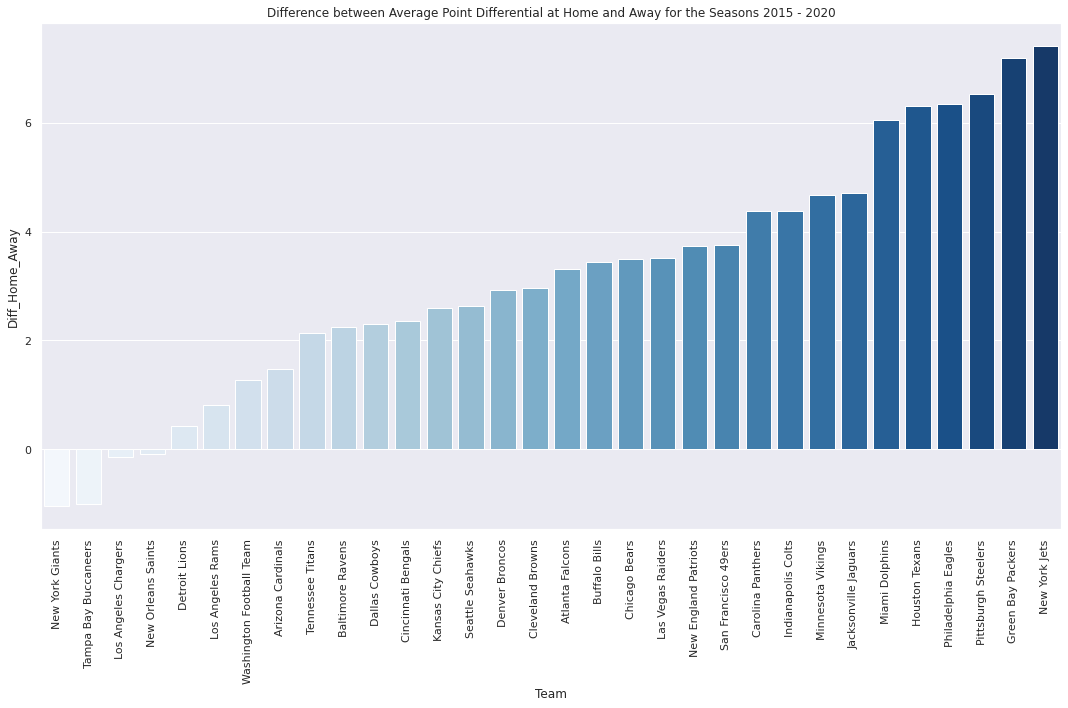 Difference between Average Point Differential at Home and Away for the Seasons 2015 - 2020
Diff_Home_Away
6
4
2
0
New York Giants
Tampa Bay Buccaneers
Los Angeles Chargers
New Orleans Saints
Detroit Lions
Los Angeles Rams
Washington Football Team
Arizona Cardinals
Tennessee Titans
Baltimore Ravens
Dallas Cowboys
Cincinnati Bengals
Kansas City Chiefs
Seattle Seahawks
Denver Broncos
Cleveland Browns
Atlanta Falcons
Buffalo Bills
Chicago Bears
Las Vegas Raiders
New England Patriots
San Francisco 49ers
Carolina Panthers
Indianapolis Colts
Minnesota Vikings
Jacksonville Jaguars
Miami Dolphins
Houston Texans
Philadelphia Eagles
Pittsburgh Steelers
Green Bay Packers
New York Jets
Team